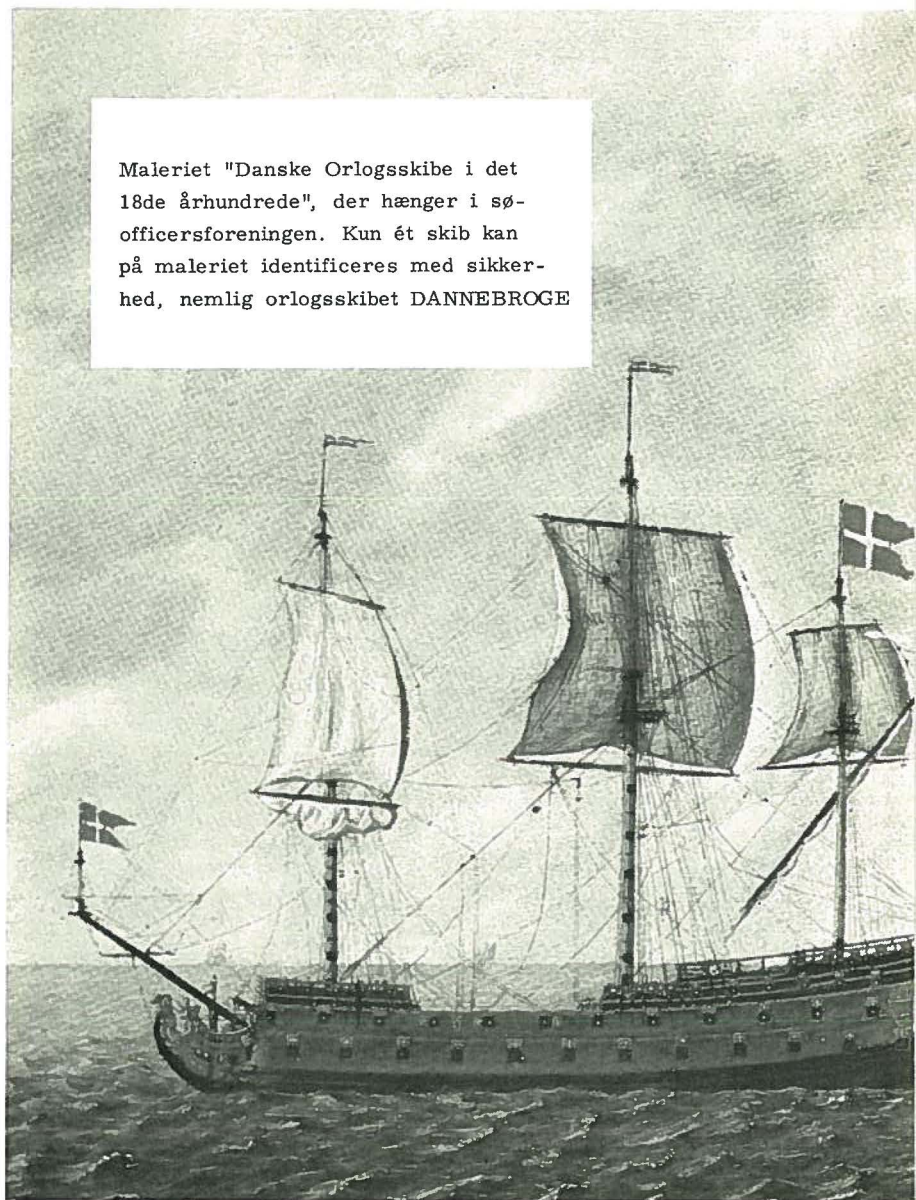 Maleriet "Danske Orlogsskibe i det
18de århundrede", der hænger i sø-
officersforeningen. Kun ét skib kan
på maleriet identificeres med sikker-
hed, nemlig orlogsskibet DANNEBROGE